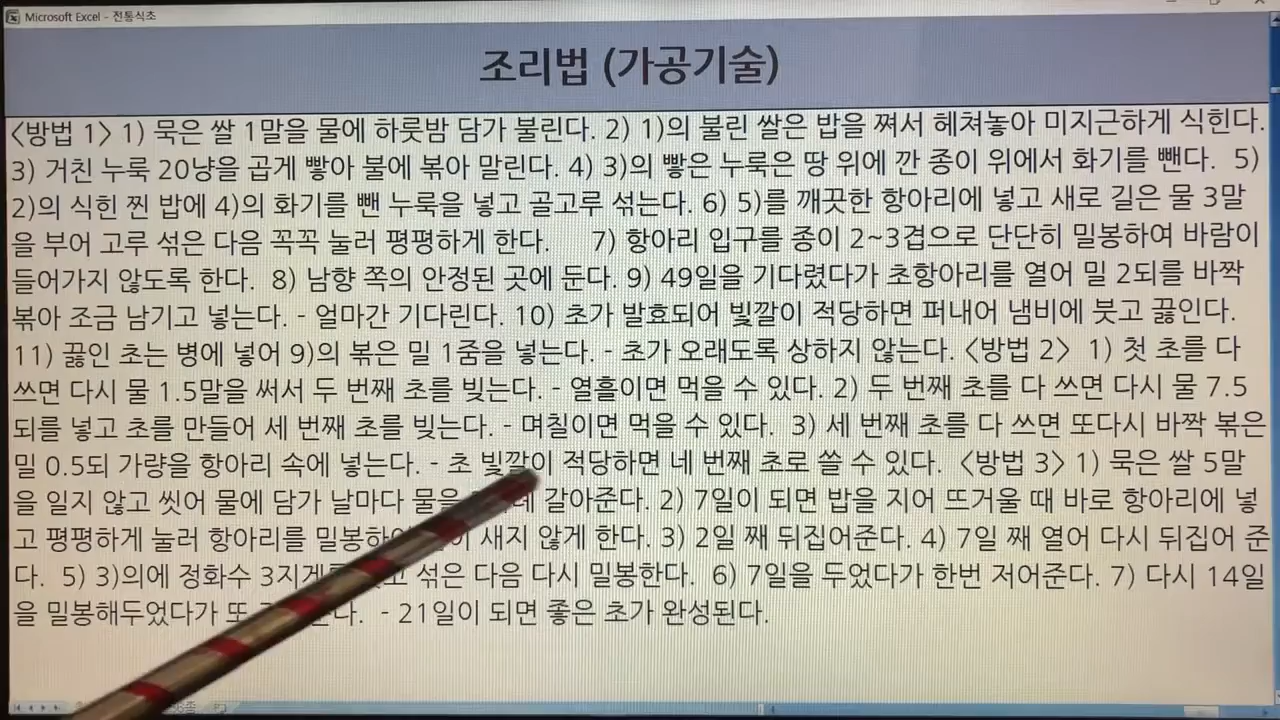 Microsoft Excel - 전통식초
조리법 (가공기술)
<방법 1> 1) 묵은 쌀 1말을 물에 하룻밤 담가 불린다. 2) 1)의 불린 쌀은 밥을 쪄서 헤쳐놓아 미지근하게 식힌다.
3) 거친 누룩 20냥을 곱게 빻아 불에 볶아 말린다. 4) 3)의 빻은 누룩은 땅 위에 깐 종이 위에서 화기를 뺀다. 5)
2)의 식힌 찐 밥에 4)의 화기를 뺀 누룩을 넣고 골고루 섞는다. 6) 5)를 깨끗한 항아리에 넣고 새로 길은 물 3말
을 부어 고루 섞은 다음 꼭꼭 눌러 평평하게 한다. 7) 항아리 입구를 종이 2~3겹으로 단단히 밀봉하여 바람이
들어가지 않도록 한다. 8) 남향 쪽의 안정된 곳에 둔다. 9) 49일을 기다렸다가 초항아리를 열어 밀 2되를 바짝
볶아 조금 남기고 넣는다. - 얼마간 기다린다. 10) 초가 발효되어 빛깔이 적당하면 퍼내어 냄비에 붓고 끓인다.
11) 끓인 초는 병에 넣어 9)의 볶은 밀 1줌을 넣는다. - 초가 오래도록 상하지 않는다. <방법 2> 1) 첫 초를 다
쓰면 다시 물 1.5말을 써서 두 번째 초를 빚는다. - 열흘이면 먹을 수 있다. 2) 두 번째 초를 다 쓰면 다시 물 7.5
되를 넣고 초를 만들어 세 번째 초를 빚는다. - 며칠이면 먹을 수 있다. 3) 세 번째 초를 다 쓰면 또다시 바짝 볶은
밀 0.5되 가량을 항아리 속에 넣는다. - 초 빛깔이 적당하면 네 번째 초로 쓸 수 있다. <방법 3> 1) 묵은 쌀 5말
을 일지 않고 씻어 물에 담가 날마다 물을 갈아준다. 2) 7일이 되면 밥을 지어 뜨거울 때 바로 항아리에 넣
고 평평하게 눌러 항아리를 새지 않게 한다. 3) 2일 째 뒤집어준다. 4) 7일 째 열어 다시 뒤집어 준
다. 5) 3)의에 정화수 섞은 다음 다시 밀봉한다. 6) 7일을 두었다가 한번 저어준다. 7) 다시 14일
을 밀봉해두었다가 또 - 21일이 되면 좋은 초가 완성된다.